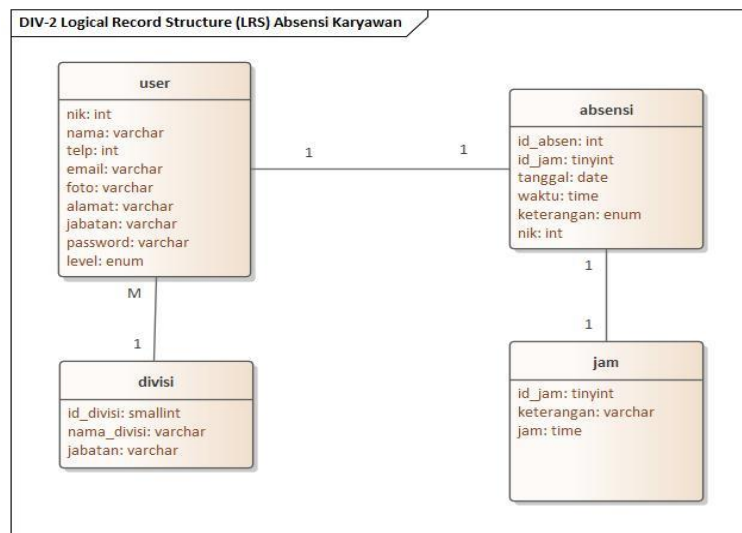 DIV-2 Logical Record Structure (LRS) Absensi Karyawan
user
nik: int
nama: varchar
telp: int
email: varchar
foto: varchar
alamat: varchar
jabatan: varchar
password: varchar
level: enum
1
1
absensi
id_absen: int
id_jam: tinyint
tanggal: date
waktu: time
keterangan: enum
nik: int
M
1
divisi
id_divisi: smallint
nama_divisi: varchar
jabatan: varchar
1
1
jam
id_jam: tinyint
keterangan: varchar
jam: time